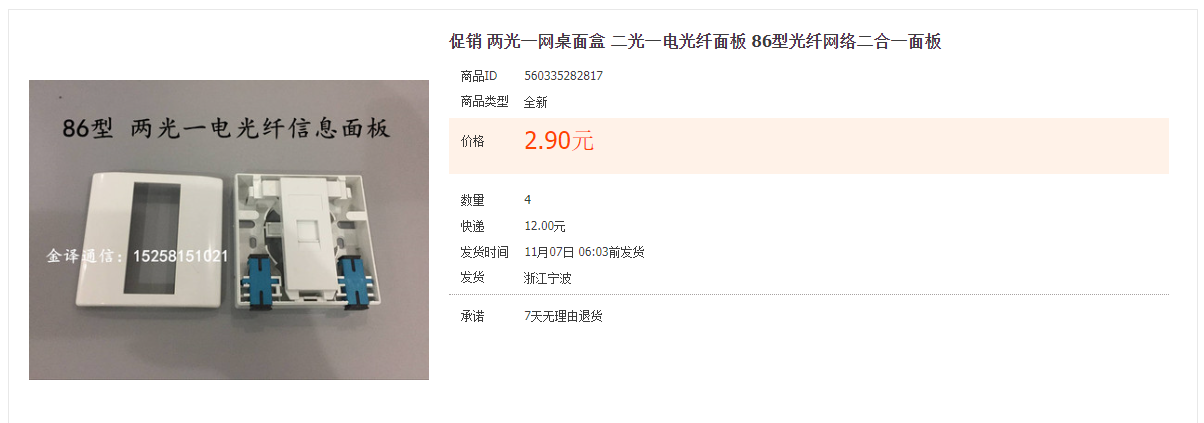 促销 两光一网桌面盒 二光一电光纤面板 86型光纤网络二合一面板
商品ID 560335282817
商品类型 全新
价格 2.90元
数量 4
快递 12.00元
发货时间 11月07日 06:03前发货
发货 浙江宁波
承诺 7天无理由退货
86型 两光一电光纤信息面板
金译通信：15258151021